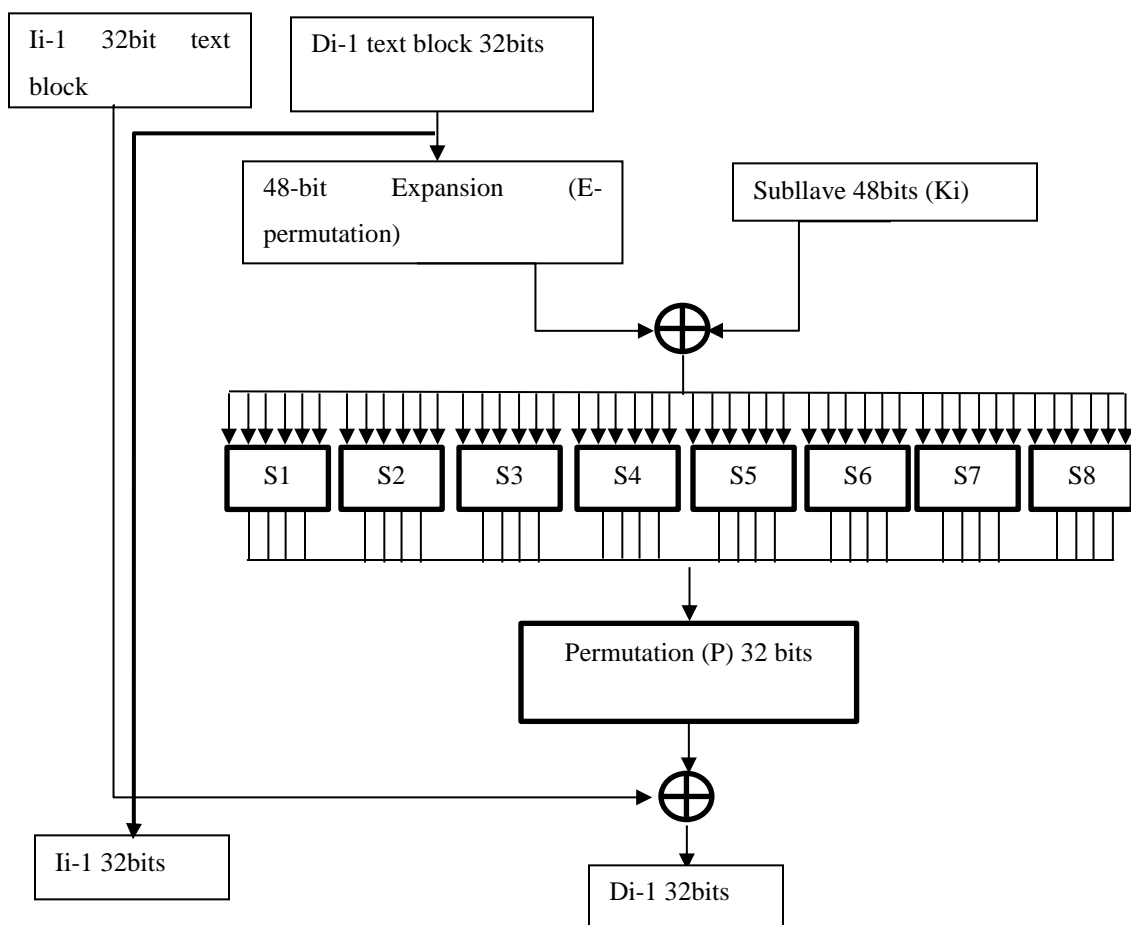 Ii-1 32bit text
block
Di-1 text block 32bits
48-bit Expansion (E-
permutation)
Subllave 48bits (Ki)
S1 S2 S3 S4 S5 S6 S7 S8
Permutation (P) 32 bits
Ii-1 32bits
Di-1 32bits